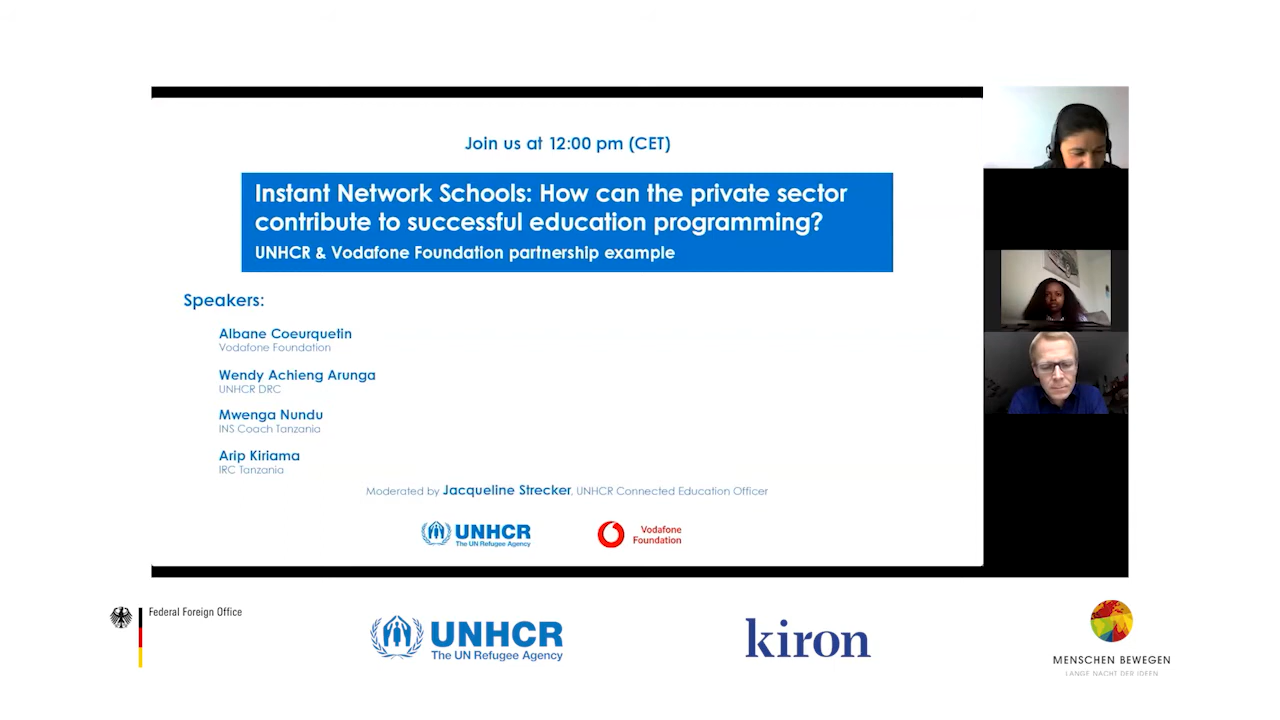 Join us at 12:00 pm (CET)
Instant Network Schools: How can the private sector
contribute to successful education programming?
UNHCR & Vodafone Foundation partnership example
Speakers:
Albane Coeurquetin
Vodafone Foundation
Wendy Achieng Arunga
UNHCR DRC
Mwenga Nundu
INS Coach Tanzania
Arip Kiriama
IRC Tanzania
Moderated by Jacqueline Strecker, UNHCR Connected Education Officer
UNHCR
The UN Refugee Agency
Vodafone
Foundation
Federal Foreign Office
UNHCR
The UN Refugee Agency
kiron
MENSCHEN BEWEGEN
LANGE NACHT DER IDEEN